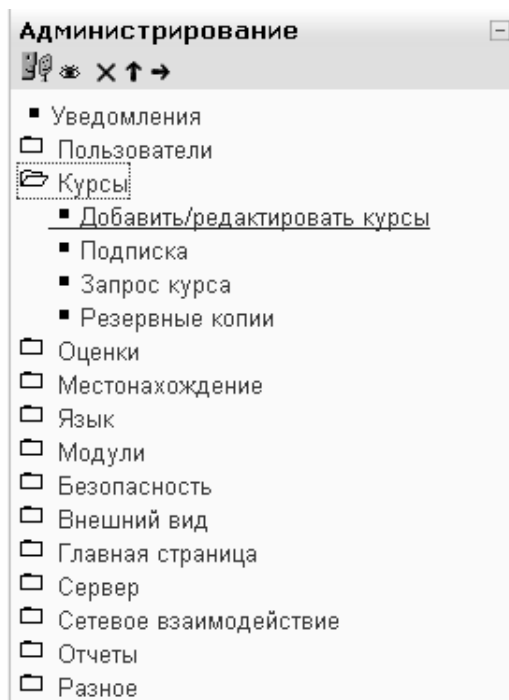 Администрирование
Уведомления
Пользователи
Курсы
Добавить/редактировать курсы
Подписка
Запрос курса
Резервные копии
Оценки
Местонахождение
Язык
Модули
Безопасность
Внешний вид
Главная страница
Сервер
Сетевое взаимодействие
Отчеты
Разное